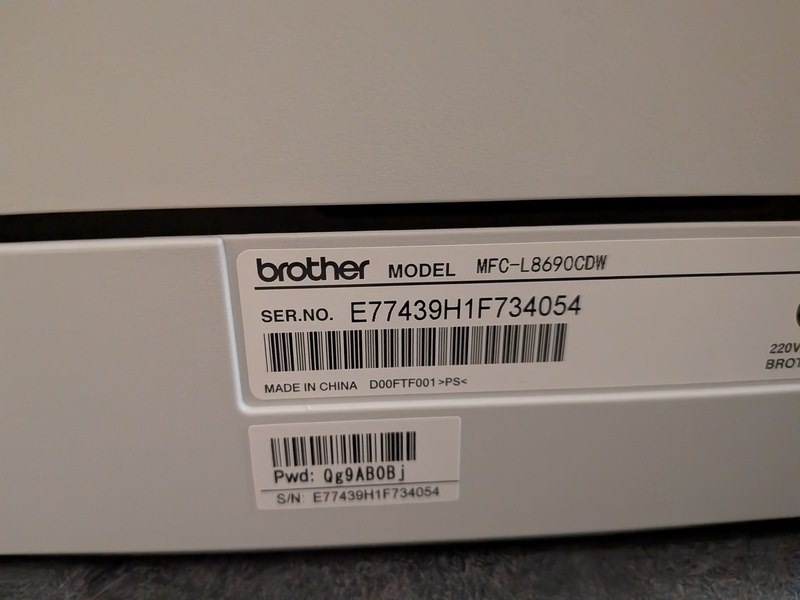 brother MODEL MFC-L8690CDW
SER.NO. E77439H1F734054
MADE IN CHINA D00FTF001 >PS<
220V
BROT
Pwd: Qg9AB0Bj
S/N: E77439H1F734054